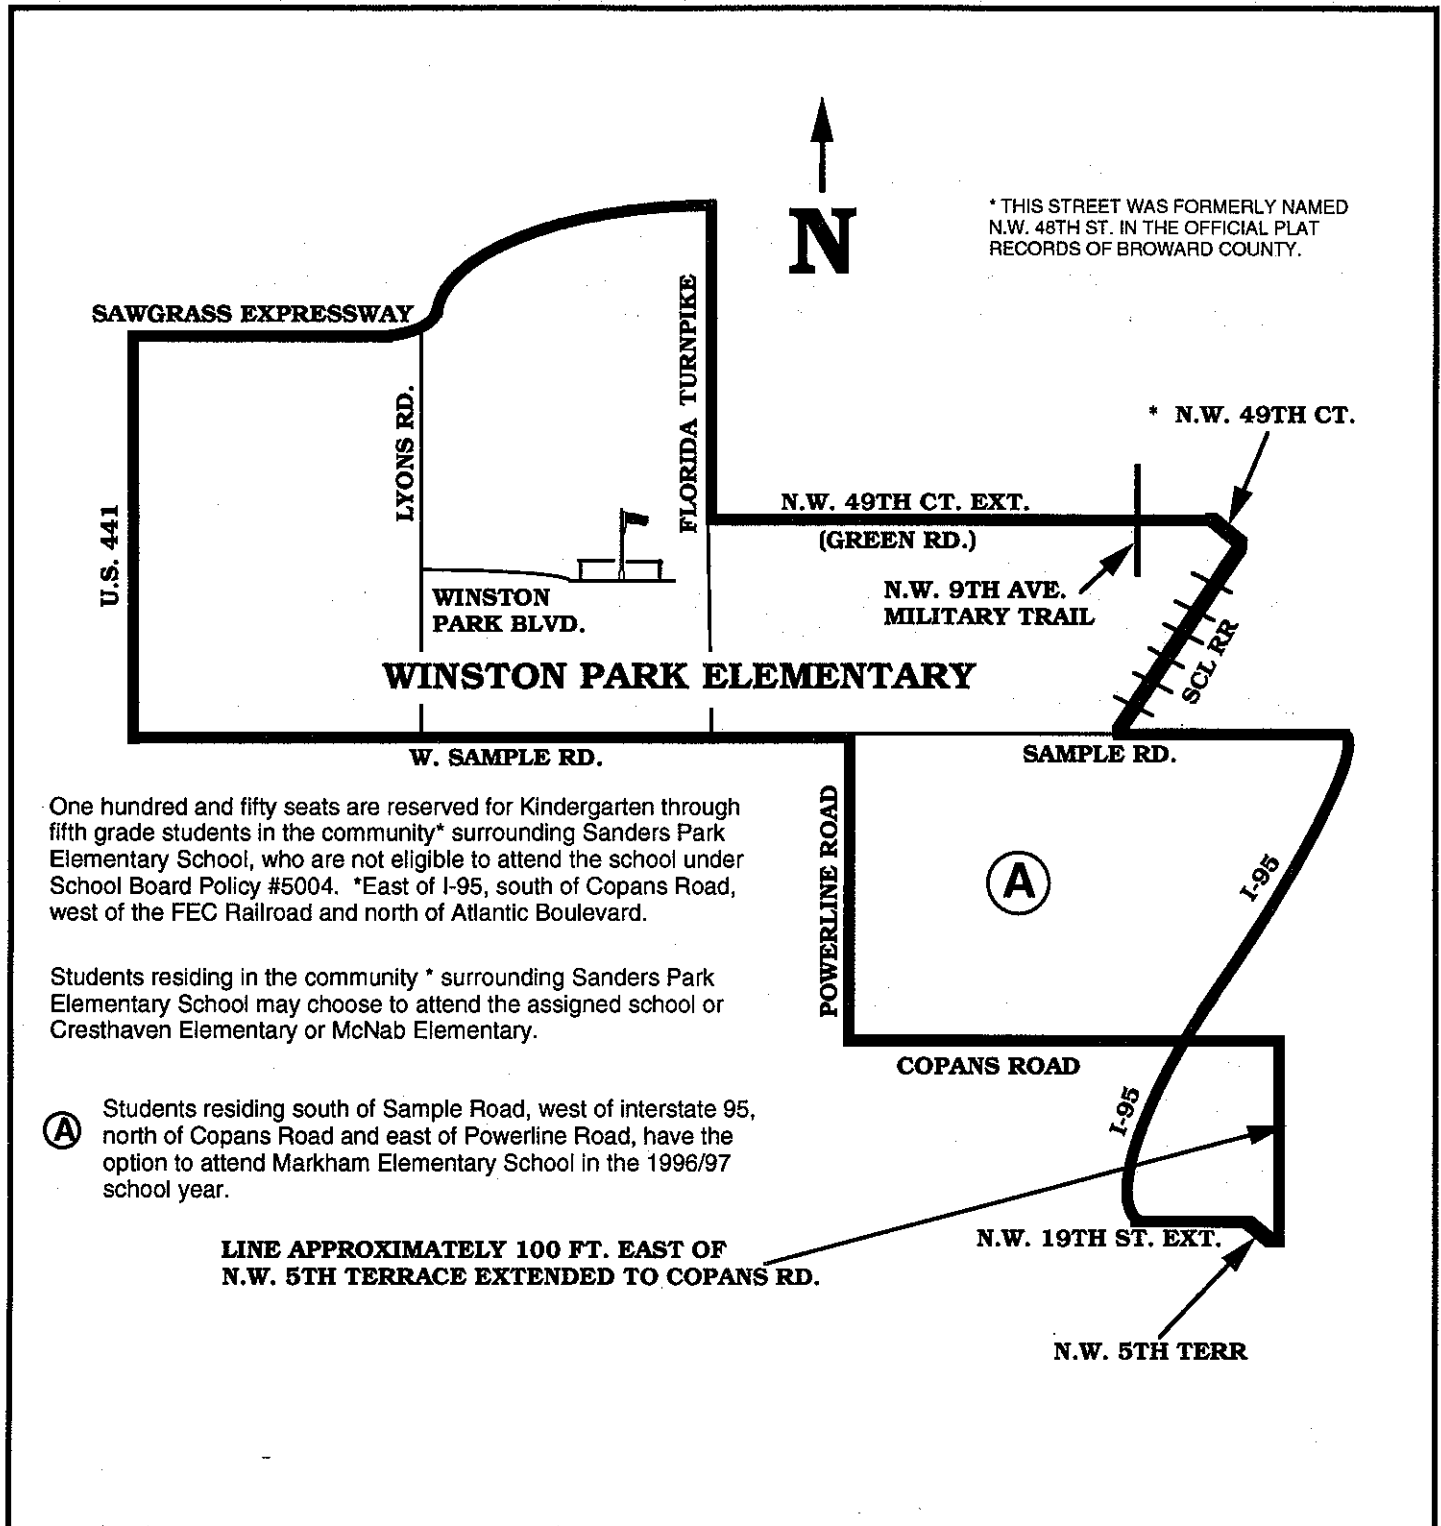 N
* THIS STREET WAS FORMERLY NAMED
N.W. 48TH ST. IN THE OFFICIAL PLAT
RECORDS OF BROWARD COUNTY.
SAWGRASS EXPRESSWAY
FLORIDA TURNPIKE
LYONS RD.
* N.W. 49TH CT.
U.S. 441
N.W. 49TH CT. EXT.
(GREEN RD.)
N.W. 9TH AVE.
MILITARY TRAIL
WINSTON
PARK BLVD.
SCL RR
WINSTON PARK ELEMENTARY
W. SAMPLE RD.
SAMPLE RD.
One hundred and fifty seats are reserved for Kindergarten through
fifth grade students in the community* surrounding Sanders Park
Elementary School, who are not eligible to attend the school under
School Board Policy #5004. *East of I-95, south of Copans Road,
west of the FEC Railroad and north of Atlantic Boulevard.
POWERLINE ROAD
A
I-95
Students residing in the community * surrounding Sanders Park
Elementary School may choose to attend the assigned school or
Cresthaven Elementary or McNab Elementary.
COPANS ROAD
I-95
A
Students residing south of Sample Road, west of interstate 95,
north of Copans Road and east of Powerline Road, have the
option to attend Markham Elementary School in the 1996/97
school year.
LINE APPROXIMATELY 100 FT. EAST OF
N.W. 5TH TERRACE EXTENDED TO COPANS RD.
N.W. 19TH ST. EXT.
N.W. 5TH TERR